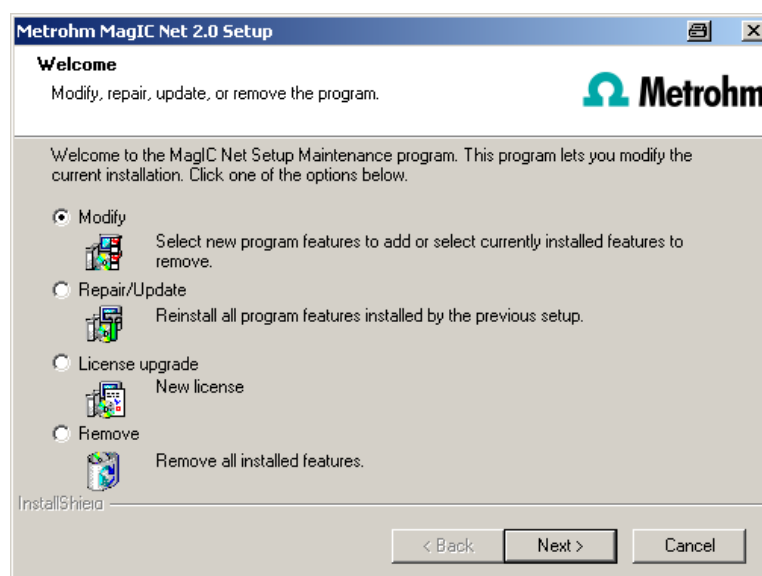 Metrohm MagIC Net 2.0 Setup
Welcome
Modify, repair, update, or remove the program.
Metrohm
Welcome to the MagIC Net Setup Maintenance program. This program lets you modify the
current installation. Click one of the options below.
Modify
Select new program features to add or select currently installed features to
remove.
Repair/Update
Reinstall all program features installed by the previous setup.
License upgrade
New license
Remove
Remove all installed features.
InstallShield
< Back
Next >
Cancel